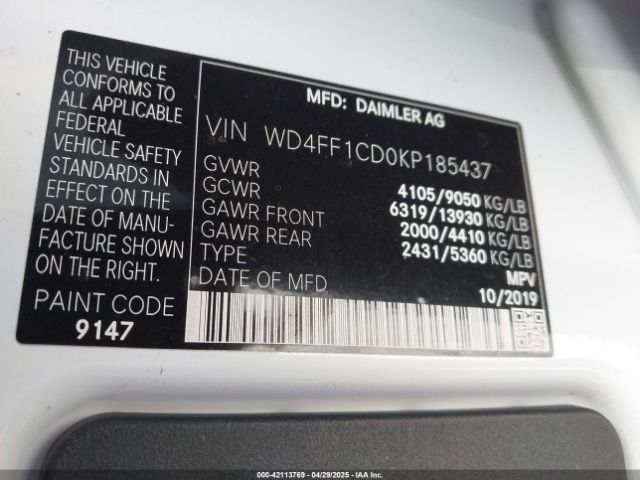 THIS VEHICLE
CONFORMS TO
ALL APPLICABLE
FEDERAL
VEHICLE SAFETY
STANDARDS IN
EFFECT ON THE
DATE OF MANU-
FACTURE SHOWN
ON THE RIGHT.
PAINT CODE
9147
MFD: DAIMLER AG
VIN WD4FF1CD0KP185437
GVWR 4105/9050 KG/LB
GCWR 6319/13930 KG/LB
GAWR FRONT 2000/4410 KG/LB
GAWR REAR 2431/5360 KG/LB
TYPE MPV
DATE OF MFD 10/2019
000-42113769 04/29/2025 IAA Inc.